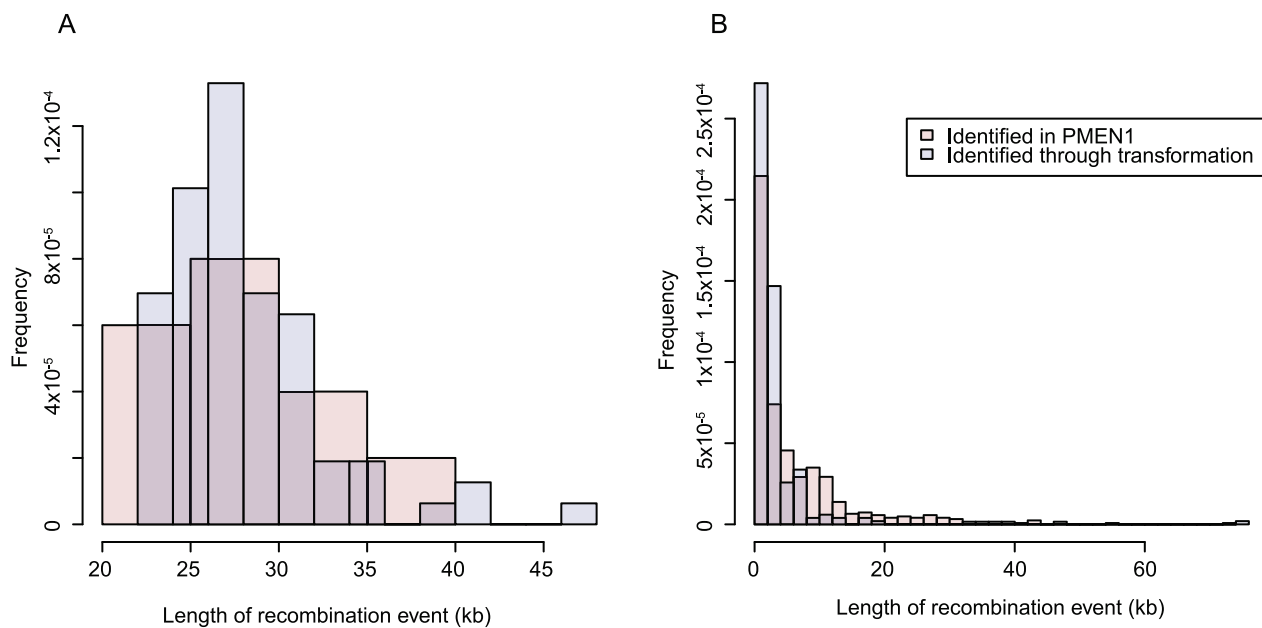 A
B
Frequency
0
4x10⁻⁵
8x10⁻⁵
1.2x10⁻⁴
20
25
30
35
40
45
Length of recombination event (kb)
Frequency
0
5x10⁻⁵
1x10⁻⁴
1.5x10⁻⁴
2x10⁻⁴
2.5x10⁻⁴
Identified in PMEN1
Identified through transformation
0
20
40
60
Length of recombination event (kb)